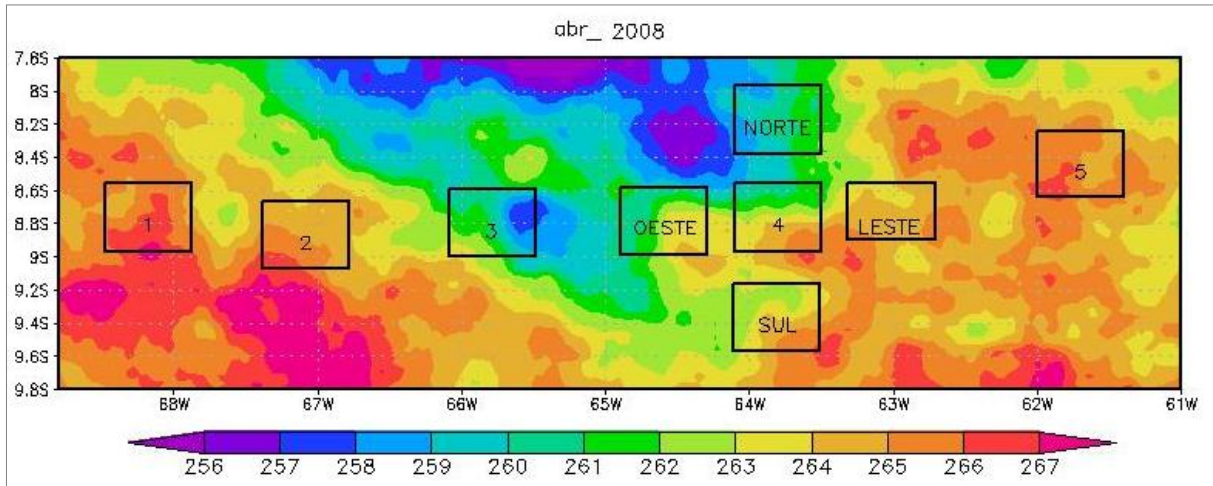 abr_ 2008
7.6S
8S
8.2S
8.4S
8.6S
8.8S
9S
9.2S
9.4S
9.6S
9.8S
NORTE
5
1
2
3
OESTE
4
LESTE
SUL
68W 67W 66W 65W 64W 63W 62W 61W
256 257 258 259 260 261 262 263 264 265 266 267